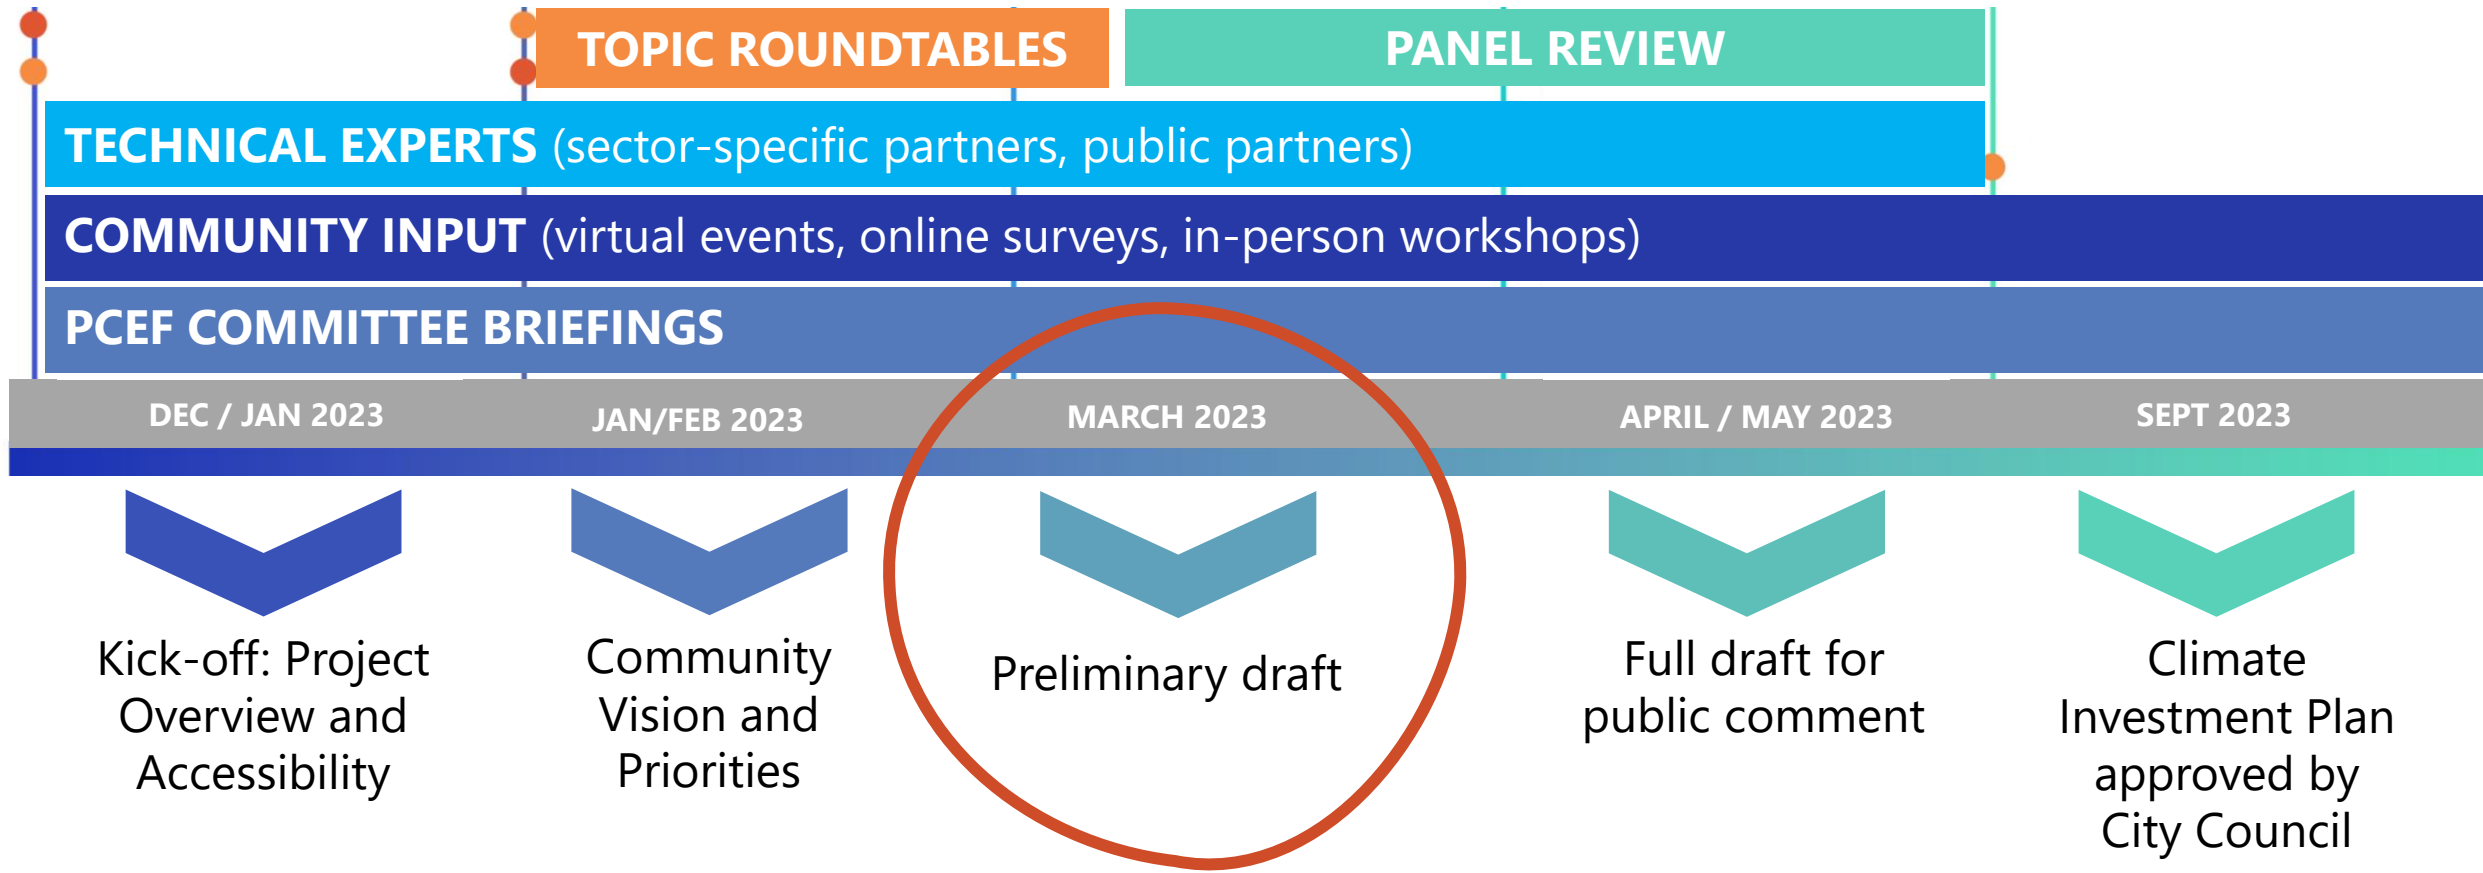 TOPIC ROUNDTABLES
PANEL REVIEW
TECHNICAL EXPERTS (sector-specific partners, public partners)
COMMUNITY INPUT (virtual events, online surveys, in-person workshops)
PCEF COMMITTEE BRIEFINGS
DEC / JAN 2023
JAN/FEB 2023
MARCH 2023
APRIL / MAY 2023
SEPT 2023
Kick-off: Project
Overview and
Accessibility
Community
Vision and
Priorities
Preliminary draft
Full draft for
public comment
Climate
Investment Plan
approved by
City Council